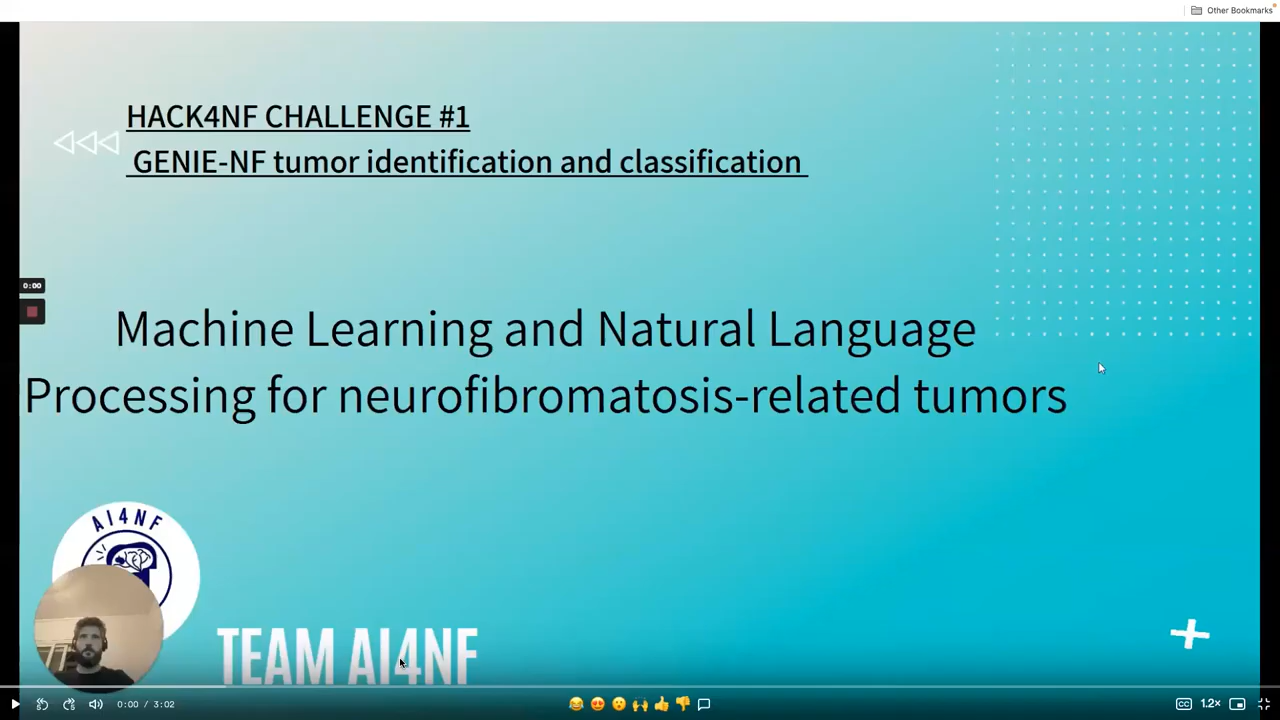 Other Bookmarks
HACK4NF CHALLENGE #1
GENIE-NF tumor identification and classification
0:00
Machine Learning and Natural Language
Processing for neurofibromatosis-related tumors
AI4NF
TEAM AI4NF
0:00 / 3:02
CC
1.2×